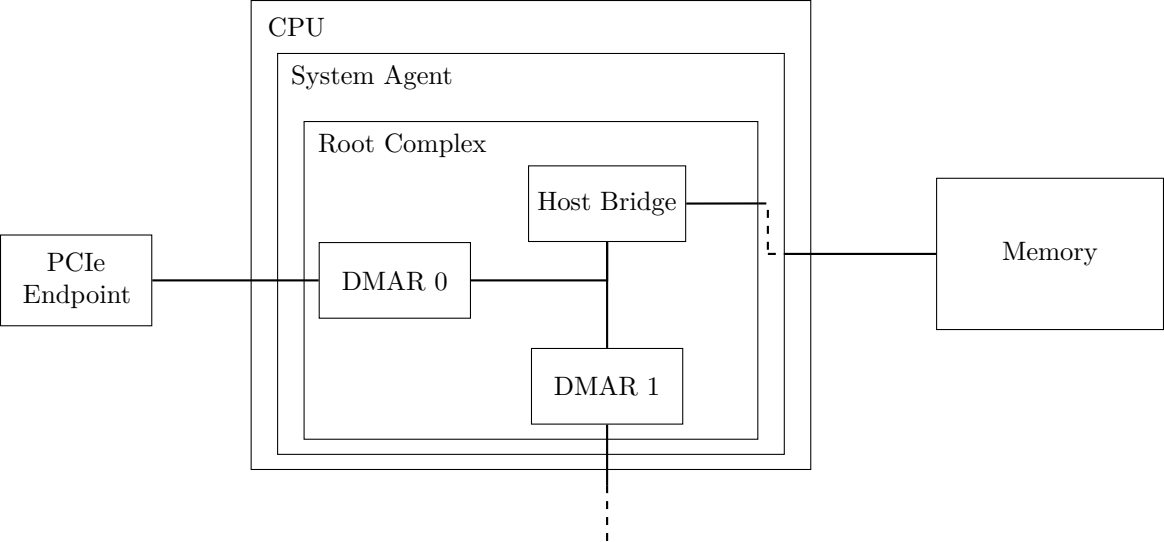 CPU
System Agent
Root Complex
Host Bridge
PCIe
Endpoint
DMAR 0
Memory
DMAR 1